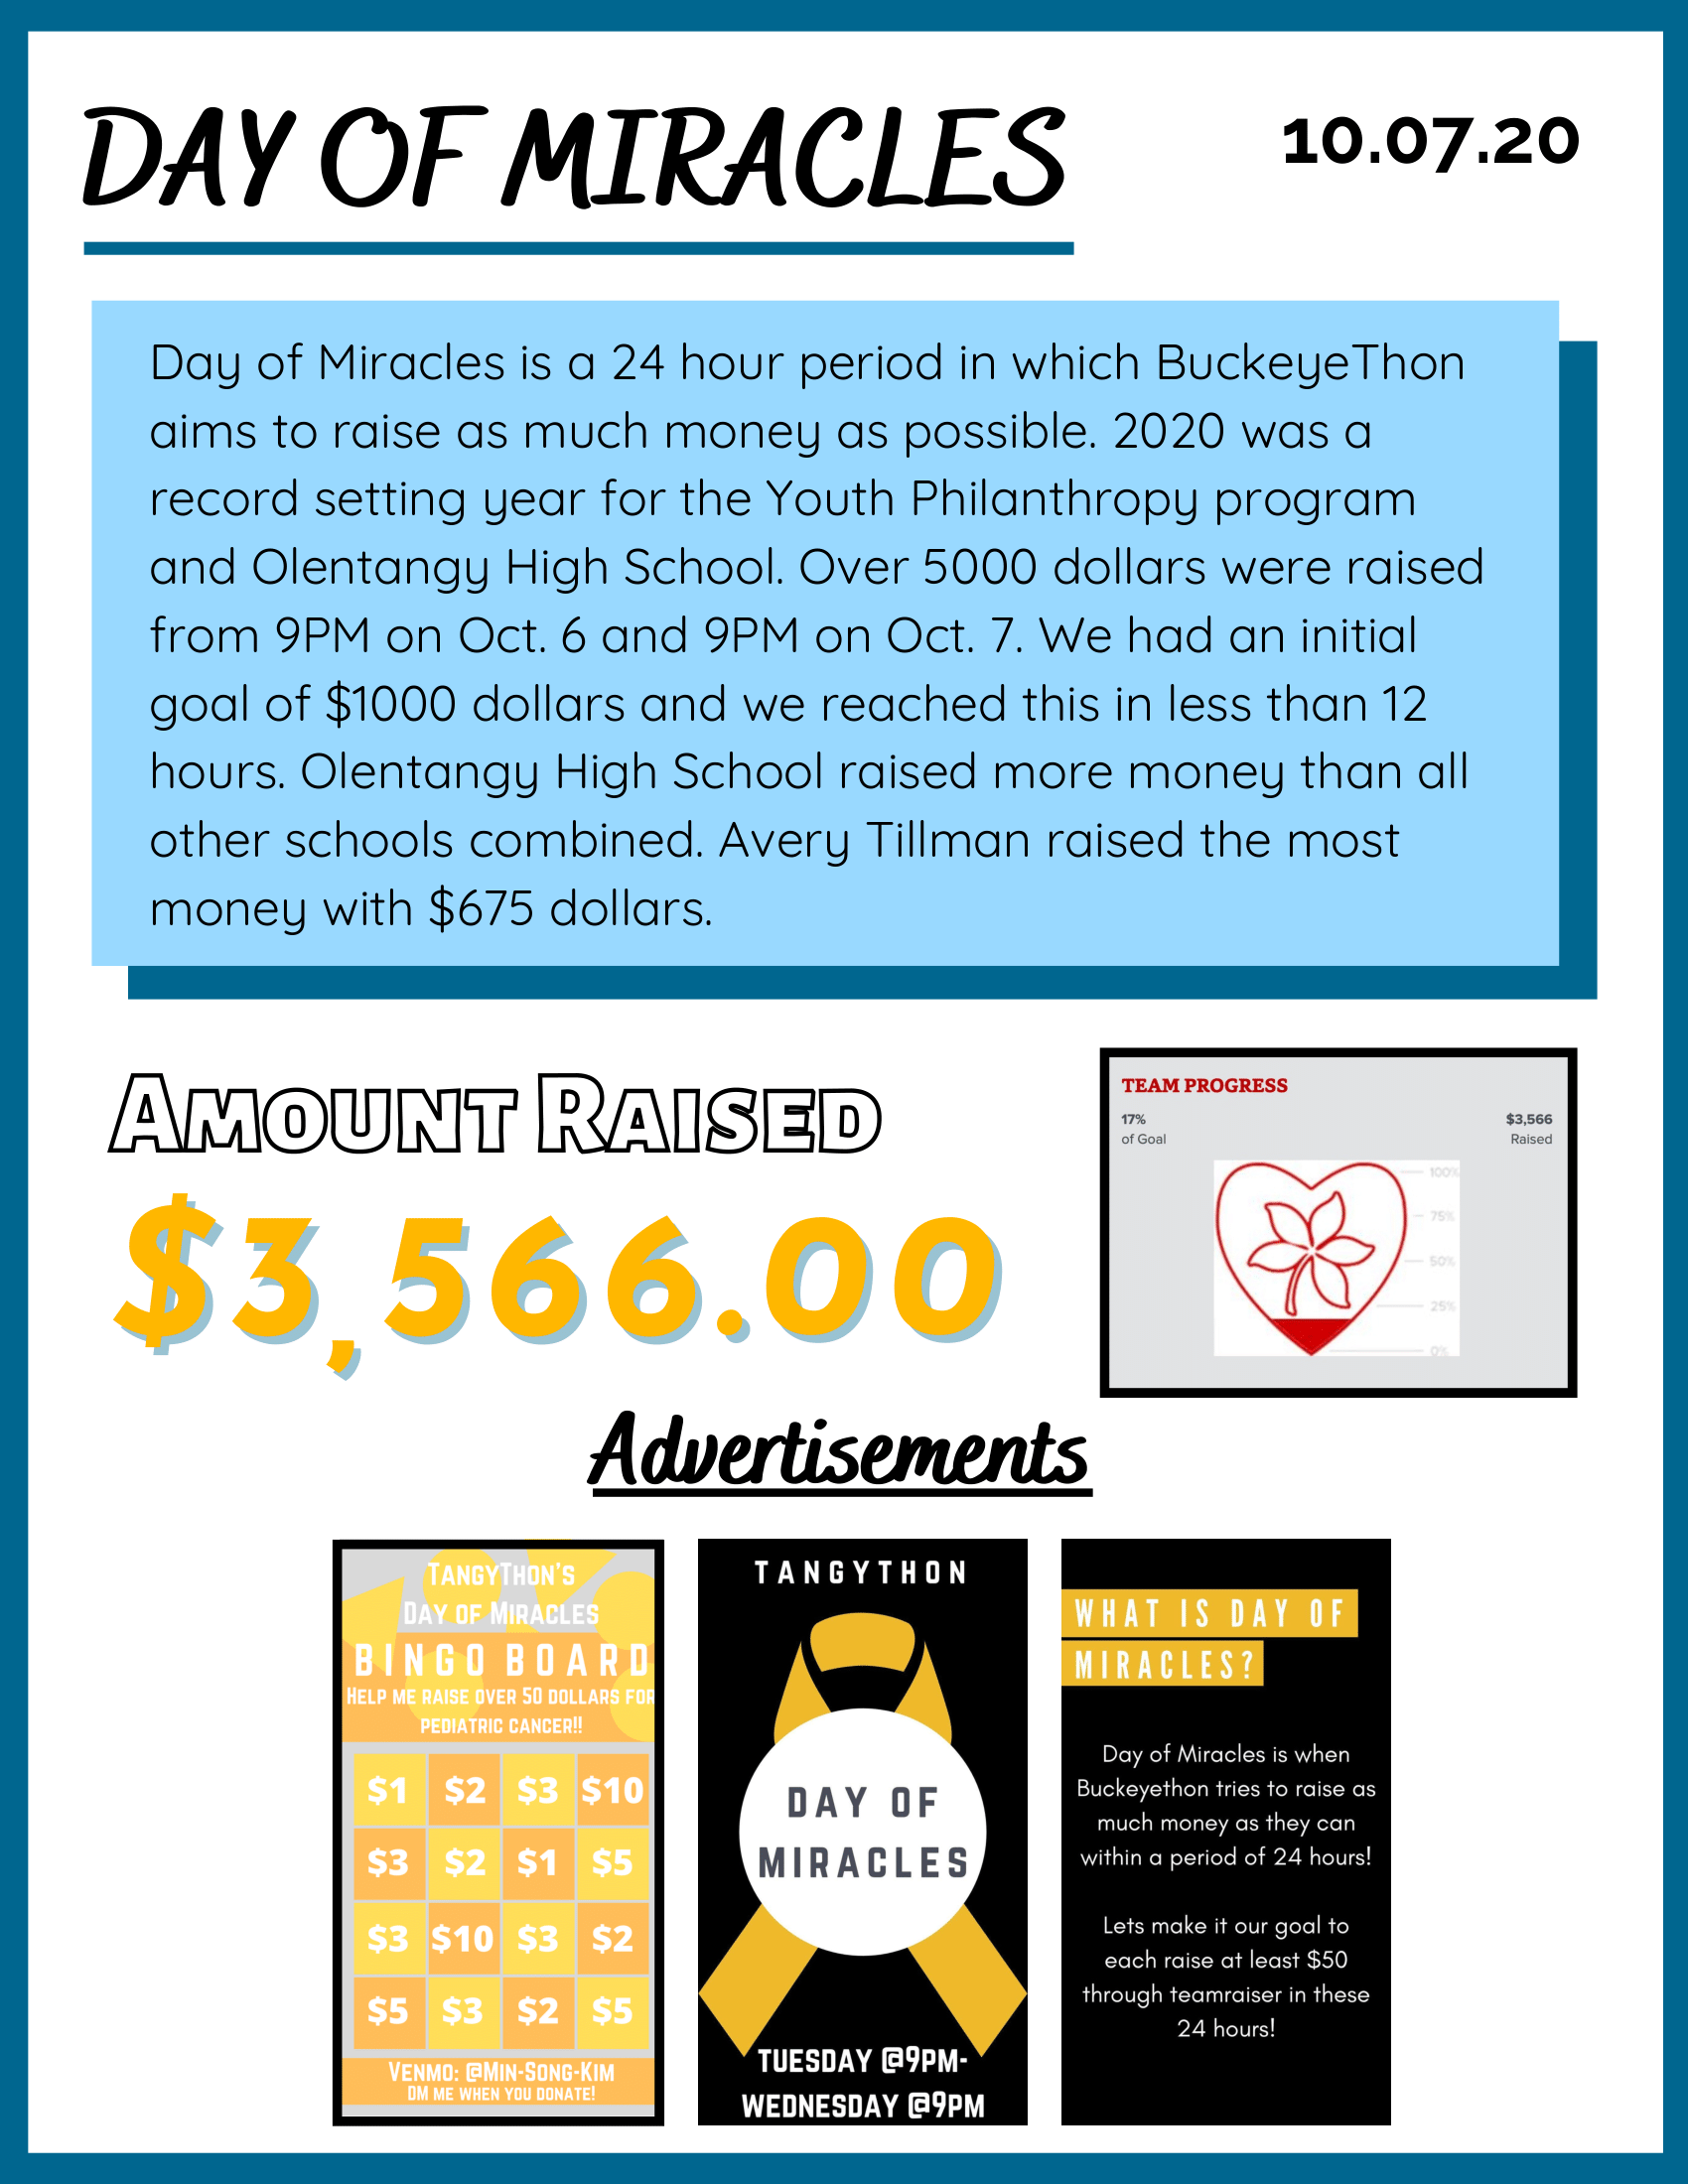 DAY OF MIRACLES
10.07.20
Day of Miracles is a 24 hour period in which BuckeyeThon
aims to raise as much money as possible. 2020 was a
record setting year for the Youth Philanthropy program
and Olentangy High School. Over 5000 dollars were raised
from 9PM on Oct. 6 and 9PM on Oct. 7. We had an initial
goal of $1000 dollars and we reached this in less than 12
hours. Olentangy High School raised more money than all
other schools combined. Avery Tillman raised the most
money with $675 dollars.
AMOUNT RAISED
$3,566.00
TEAM PROGRESS
17%
of Goal
$3,566
Raised
100%
75%
50%
25%
0%
Advertisements
TANGYTHON'S
DAY OF MIRACLES
BINGO BOARD
HELP ME RAISE OVER 50 DOLLARS FOR
PEDIATRIC CANCER!!
$1 $2 $3 $10
$3 $2 $1 $5
$3 $10 $3 $2
$5 $3 $2 $5
VENMO: @MIN-SONG-KIM
DM ME WHEN YOU DONATE!
TANGYTHON
DAY OF
MIRACLES
TUESDAY @9PM-
WEDNESDAY @9PM
WHAT IS DAY OF
MIRACLES?
Day of Miracles is when
Buckeyethon tries to raise as
much money as they can
within a period of 24 hours!
Lets make it our goal to
each raise at least $50
through teamraiser in these
24 hours!